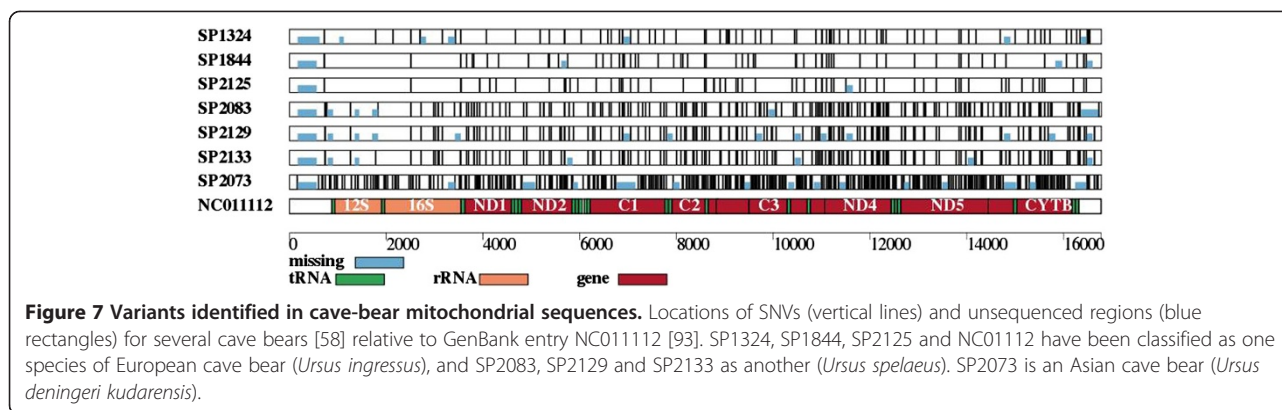 SP1324
SP1844
SP2125
SP2083
SP2129
SP2133
SP2073
NC011112
12S 16S ND1 ND2 C1 C2 C3 ND4 ND5 CYTB
0 2000 4000 6000 8000 10000 12000 14000 16000
missing
tRNA rRNA gene
Figure 7 Variants identified in cave-bear mitochondrial sequences. Locations of SNVs (vertical lines) and unsequenced regions (blue
rectangles) for several cave bears [58] relative to GenBank entry NC011112 [93]. SP1324, SP1844, SP2125 and NC01112 have been classified as one
species of European cave bear (Ursus ingressus), and SP2083, SP2129 and SP2133 as another (Ursus spelaeus). SP2073 is an Asian cave bear (Ursus
deningeri kudarensis).